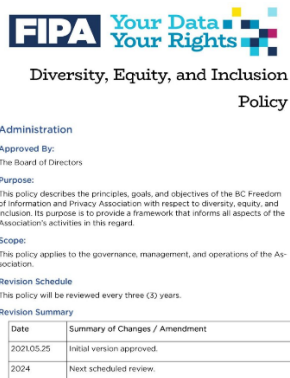 FIPA Your Data
Your Rights
Diversity, Equity, and Inclusion
Policy
Administration
Approved By:
The Board of Directors
Purpose:
This policy describes the principles, goals, and objectives of the BC Freedom
of Information and Privacy Association with respect to diversity, equity, and
inclusion. Its purpose is to provide a framework that informs all aspects of the
Association's activities in this regard.
Scope:
This policy applies to the governance, management, and operations of the As-
sociation.
Revision Schedule
This policy will be reviewed every three (3) years.
Revision Summary
Date Summary of Changes / Amendment
2021.05.25 Initial version approved.
2024 Next scheduled review.